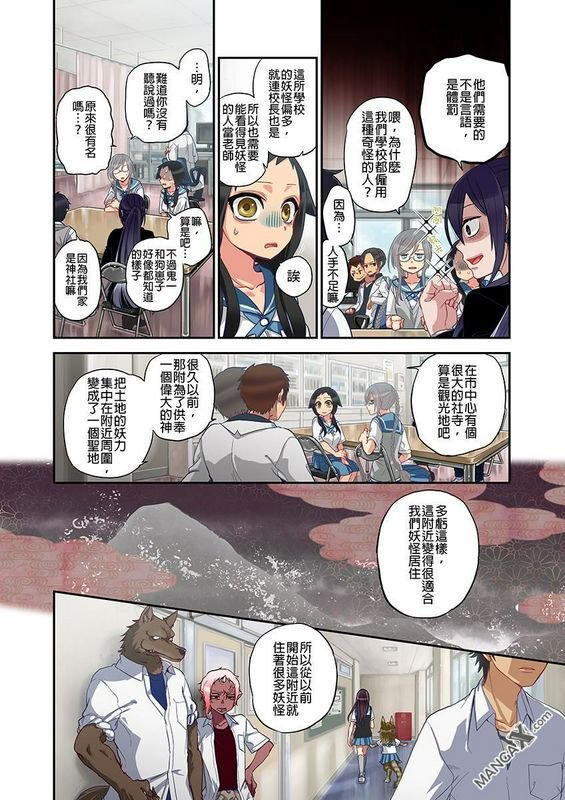 他們需要的
不是言語，
是體罰
喂，為什麼
我們學校都僱用
這種奇怪的人？
因為…
人手不足嘛
這所學校
的妖怪偏多，
就連校長也是
所以也需要
能看得見妖怪
的人當老師
誒
…明，
難道你沒有
聽說過嗎？
原來很有名
嗎…？
嘛，
算是吧…
不過鬼一
和狗崽子
好像都知道
的樣子
因為我們家
是神社嘛
在市中心有個
很大的社寺，
算是觀光地吧
很久以前，
那附為了供奉
一個偉大的神
把土地的妖力
集中在附近周圍
變成了一個聖地
多虧這樣，
這附近變得很適合
我們妖怪居住
所以從以前
開始這附近就
住著很多妖怪
MANGAX.com